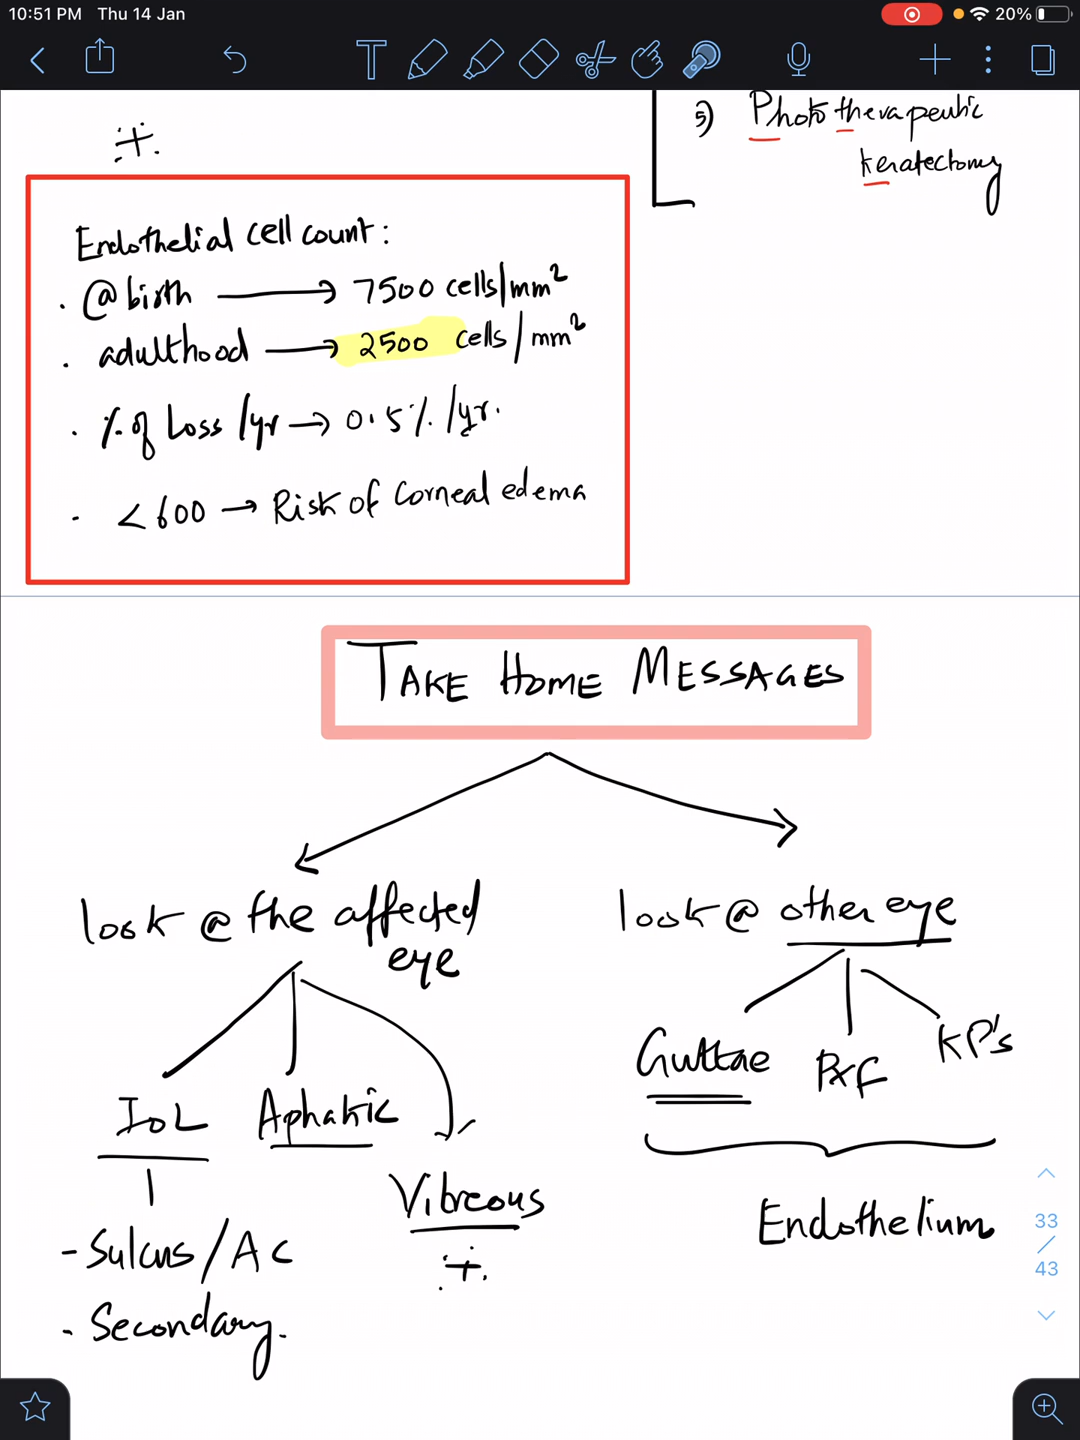 10:51 PM Thu 14 Jan
20%
5) Photo therapeutic
keratectomy
Endothelial cell count:
. @ birth → 7500 cells/mm²
. adulthood → 2500 cells/mm²
. % of Loss /yr → 0.5% /yr.
. <600 → Risk of corneal edema
TAKE HOME MESSAGES
look @ the affected
eye
look @ other eye
IOL
Aphakic
Vitreous
- Sulcus/AC
- Secondary.
Guttae
PXF
KP's
Endothelium
33
/
43